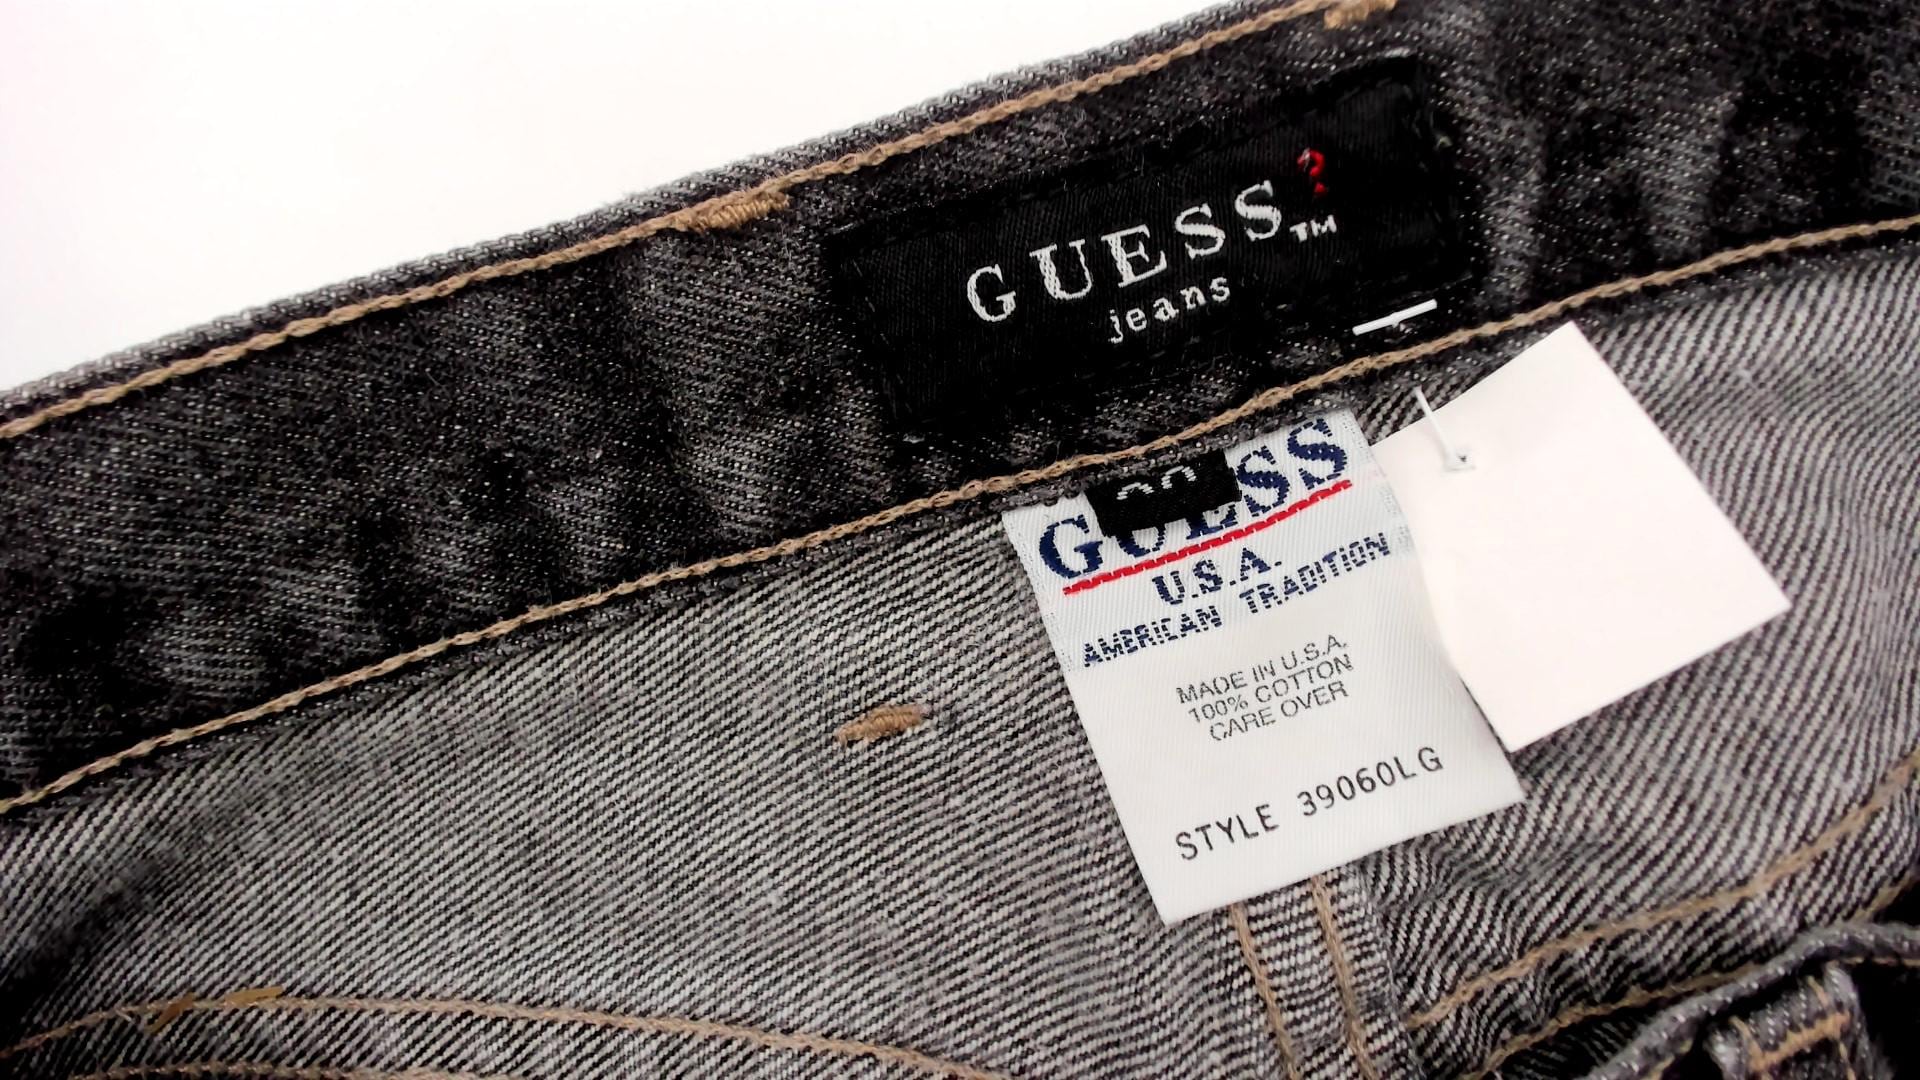 GUESS?™
jeans
GUESS
U.S.A.
AMERICAN TRADITION
MADE IN U.S.A.
100% COTTON
CARE OVER
STYLE 39060LG